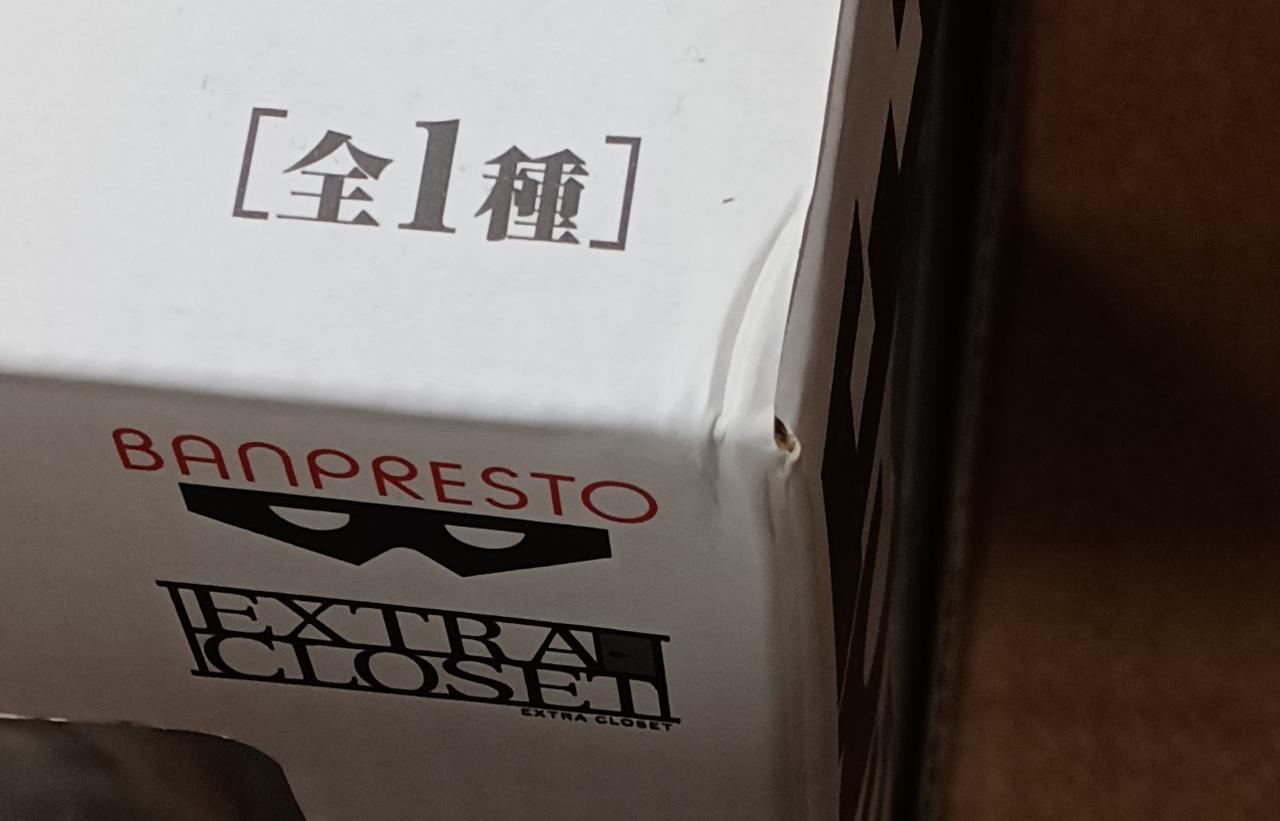 [全1種]
BANPRESTO
EXTRA
CLOSET
EXTRA CLOSET